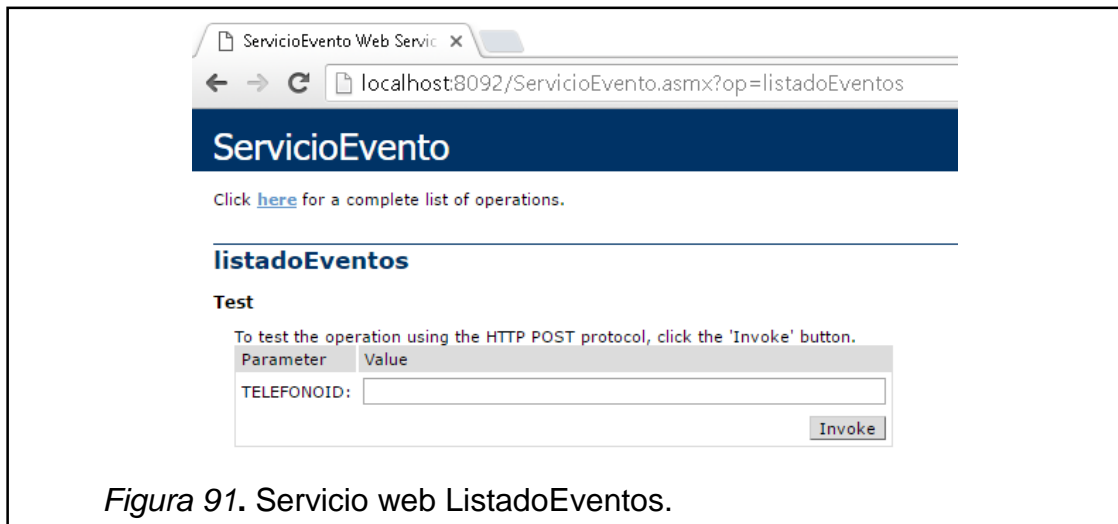 ServicioEvento Web Servic
localhost:8092/ServicioEvento.asmx?op=listadoEventos
ServicioEvento
Click here for a complete list of operations.
listadoEventos
Test
To test the operation using the HTTP POST protocol, click the 'Invoke' button.
Parameter Value
TELEFONOID:
Invoke
Figura 91. Servicio web ListadoEventos.